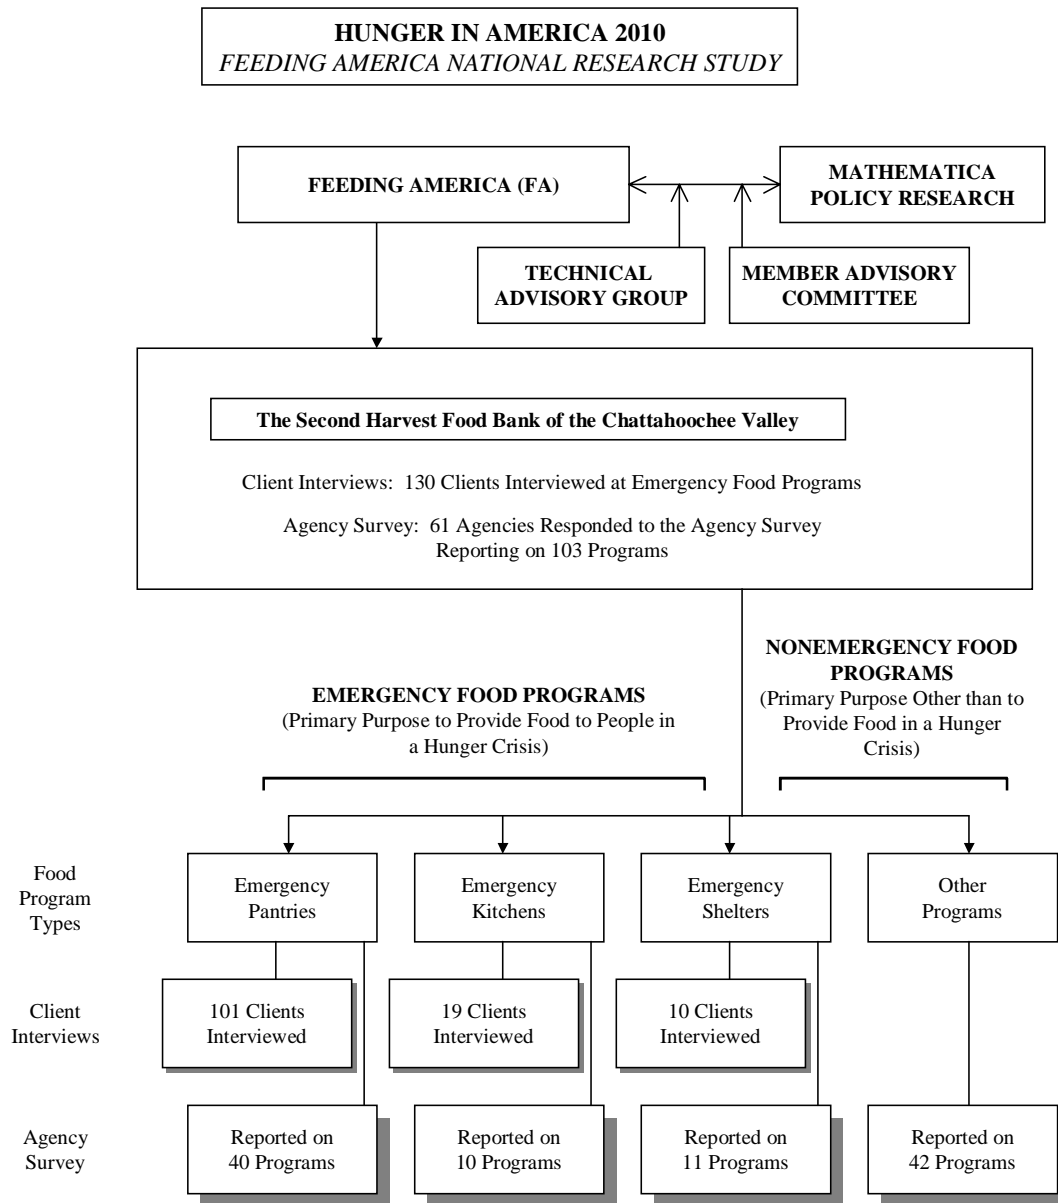 HUNGER IN AMERICA 2010
FEEDING AMERICA NATIONAL RESEARCH STUDY
FEEDING AMERICA (FA)
MATHEMATICA
POLICY RESEARCH
TECHNICAL
ADVISORY GROUP
MEMBER ADVISORY
COMMITTEE
The Second Harvest Food Bank of the Chattahoochee Valley
Client Interviews: 130 Clients Interviewed at Emergency Food Programs
Agency Survey: 61 Agencies Responded to the Agency Survey
Reporting on 103 Programs
EMERGENCY FOOD PROGRAMS
(Primary Purpose to Provide Food to People in
a Hunger Crisis)
NONEMERGENCY FOOD
PROGRAMS
(Primary Purpose Other than to
Provide Food in a Hunger
Crisis)
Food
Program
Types
Emergency
Pantries
Emergency
Kitchens
Emergency
Shelters
Other
Programs
Client
Interviews
101 Clients
Interviewed
19 Clients
Interviewed
10 Clients
Interviewed
Agency
Survey
Reported on
40 Programs
Reported on
10 Programs
Reported on
11 Programs
Reported on
42 Programs